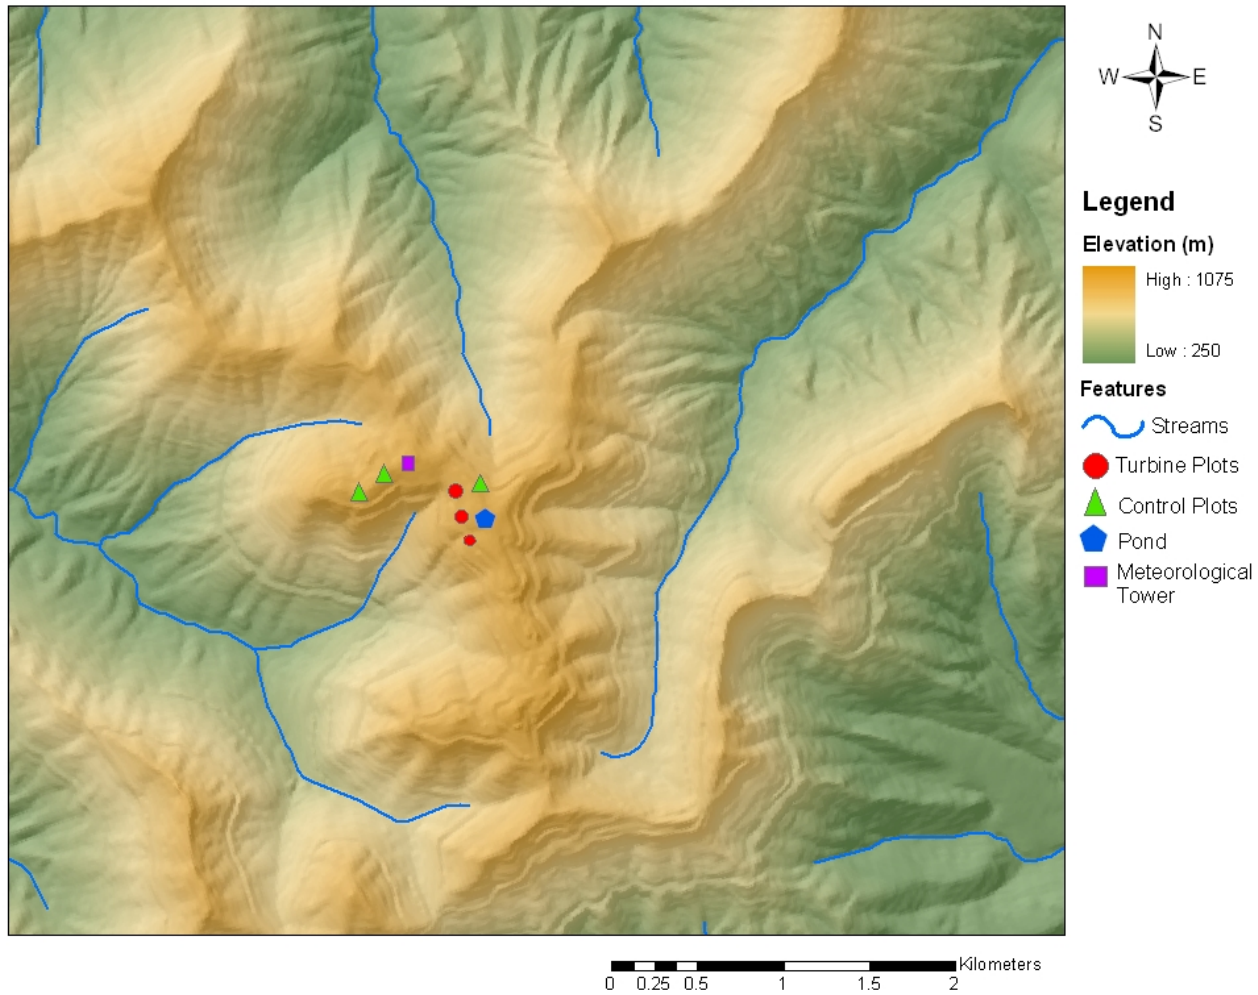 N
W E
S
Legend
Elevation (m)
High : 1075
Low : 250
Features
Streams
Turbine Plots
Control Plots
Pond
Meteorological
Tower
Kilometers
0 0.25 0.5 1 1.5 2